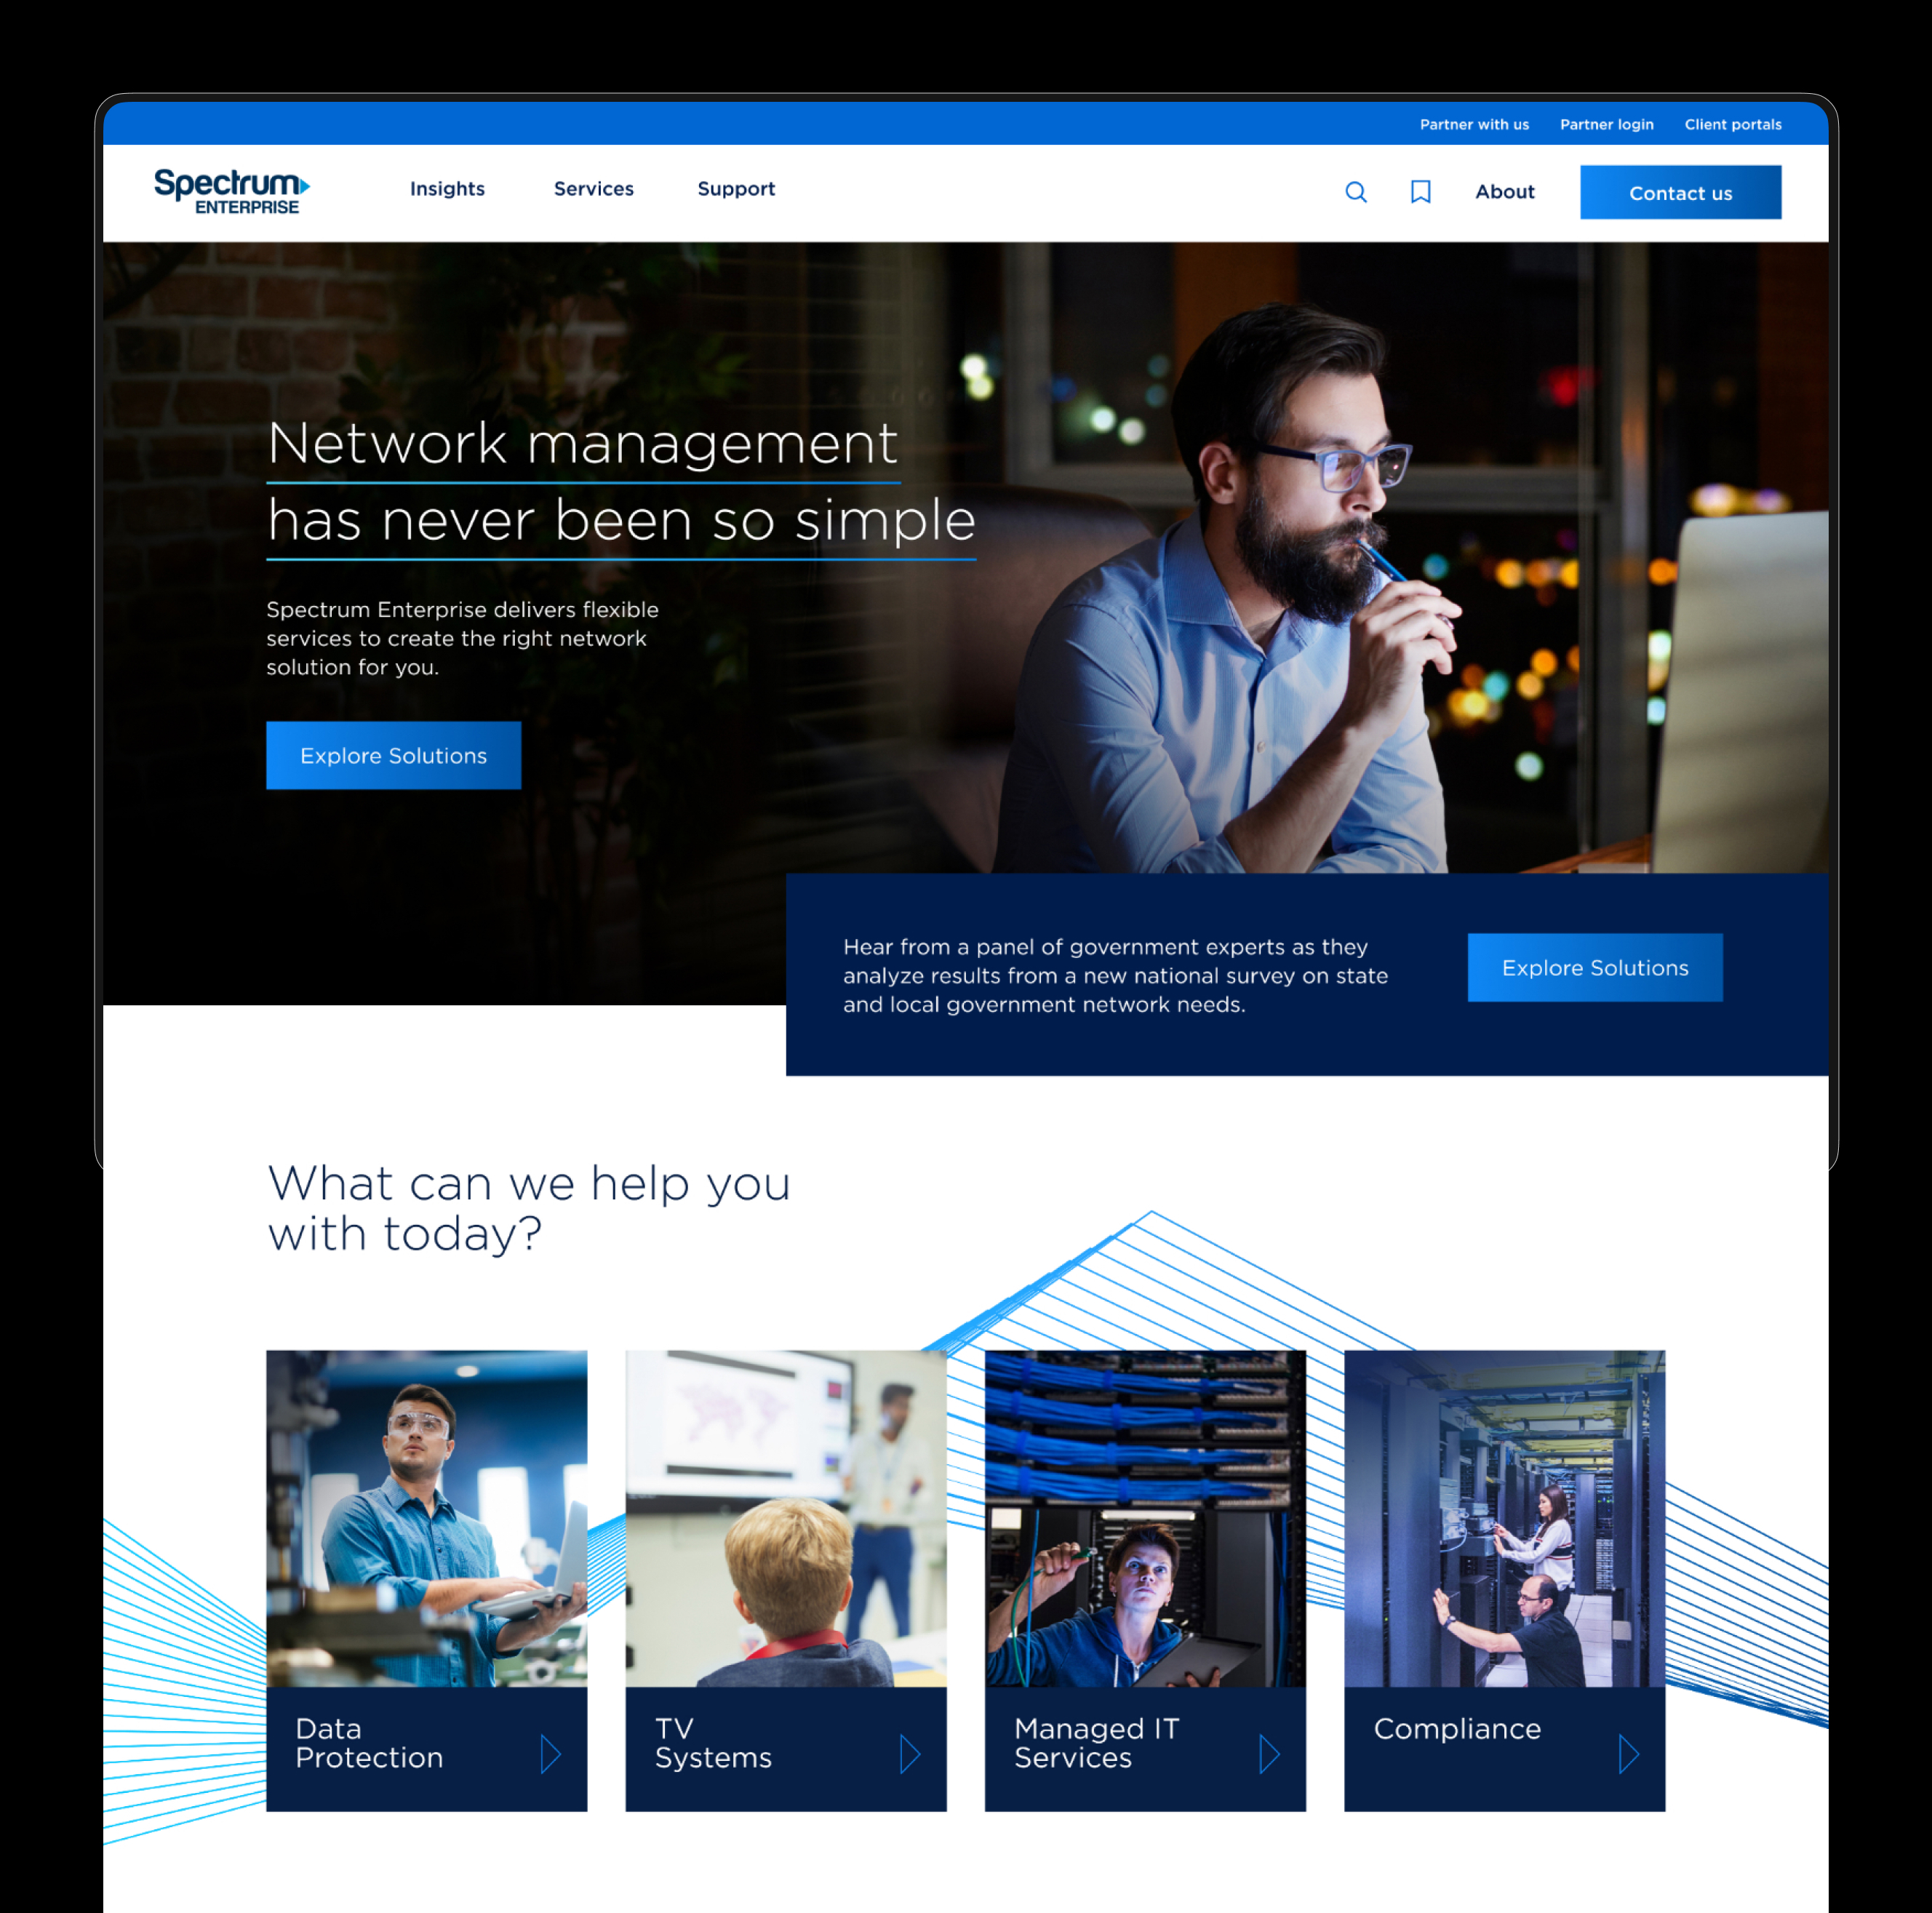 Partner with us Partner login Client portals
Spectrum
ENTERPRISE
Insights Services Support About Contact us
Network management
has never been so simple
Spectrum Enterprise delivers flexible
services to create the right network
solution for you.
Explore Solutions
Hear from a panel of government experts as they
analyze results from a new national survey on state
and local government network needs.
Explore Solutions
What can we help you
with today?
Data
Protection
TV
Systems
Managed IT
Services
Compliance